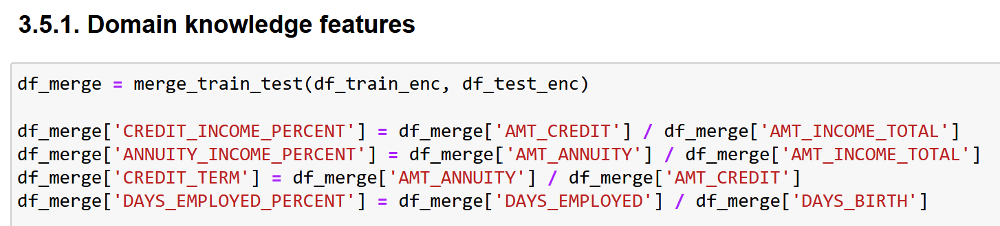 3.5.1. Domain knowledge features
df_merge = merge_train_test(df_train_enc, df_test_enc)
df_merge['CREDIT_INCOME_PERCENT'] = df_merge['AMT_CREDIT'] / df_merge['AMT_INCOME_TOTAL']
df_merge['ANNUITY_INCOME_PERCENT'] = df_merge['AMT_ANNUITY'] / df_merge['AMT_INCOME_TOTAL']
df_merge['CREDIT_TERM'] = df_merge['AMT_ANNUITY'] / df_merge['AMT_CREDIT']
df_merge['DAYS_EMPLOYED_PERCENT'] = df_merge['DAYS_EMPLOYED'] / df_merge['DAYS_BIRTH']